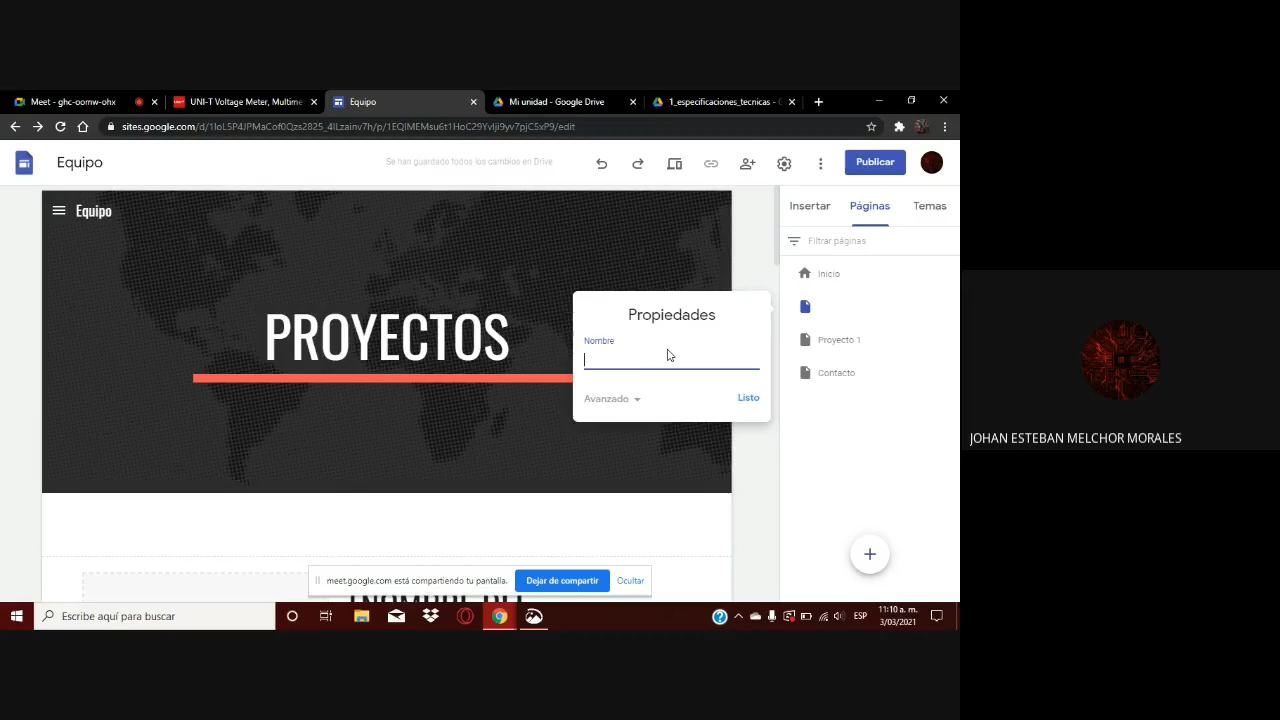 Meet - ghc-oomw-ohx
UNI-T Voltage Meter, Multime
Equipo
Mi unidad - Google Drive
1_especificaciones_tecnicas - G
sites.google.com/d/1IoL5P4JPMaCof0Qzs2825_4ILzainv7h/p/1EQIMEMsu6t1HoC29YvIji9yv7pjC5xP9/edit
Equipo
Se han guardado todos los cambios en Drive
Publicar
Equipo
Insertar
Páginas
Temas
Filtrar páginas
Inicio
PROYECTOS
Propiedades
Nombre
Avanzado
Listo
Proyecto 1
Contacto
JOHAN ESTEBAN MELCHOR MORALES
meet.google.com está compartiendo tu pantalla.
Dejar de compartir
Ocultar
Escribe aquí para buscar
ESP
11:10 a. m.
3/03/2021